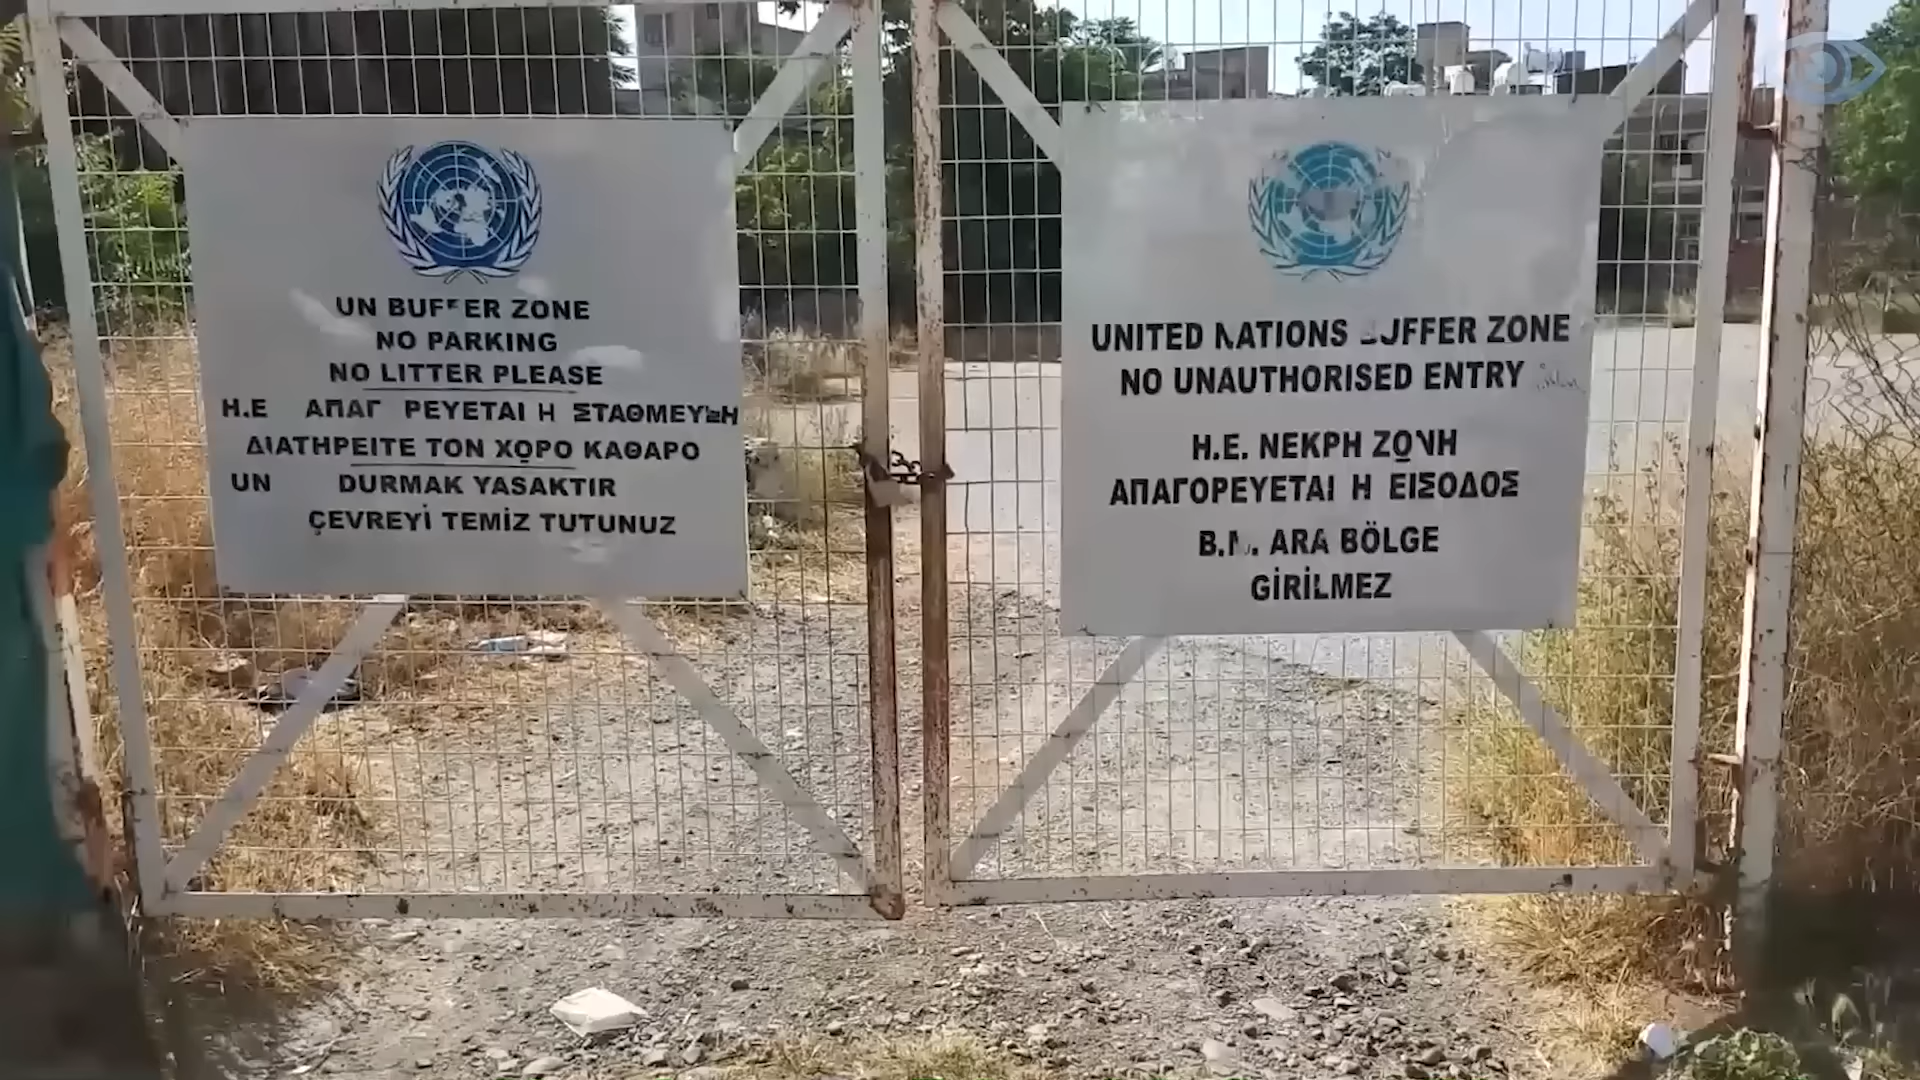 UN BUFFER ZONE
NO PARKING
NO LITTER PLEASE
Η.Ε ΑΠΑΓ ΡΕΥΕΤΑΙ Η ΣΤΑΘΜΕΥΣΗ
ΔΙΑΤΗΡΕΙΤΕ ΤΟΝ ΧΩΡΟ ΚΑΘΑΡΟ
UN DURMAK YASAKTIR
ÇEVREYİ TEMİZ TUTUNUZ
UNITED NATIONS BUFFER ZONE
NO UNAUTHORISED ENTRY
Η.Ε. ΝΕΚΡΗ ΖΩΝΗ
ΑΠΑΓΟΡΕΥΕΤΑΙ Η ΕΙΣΟΔΟΣ
B.M. ARA BÖLGE
GİRİLMEZ